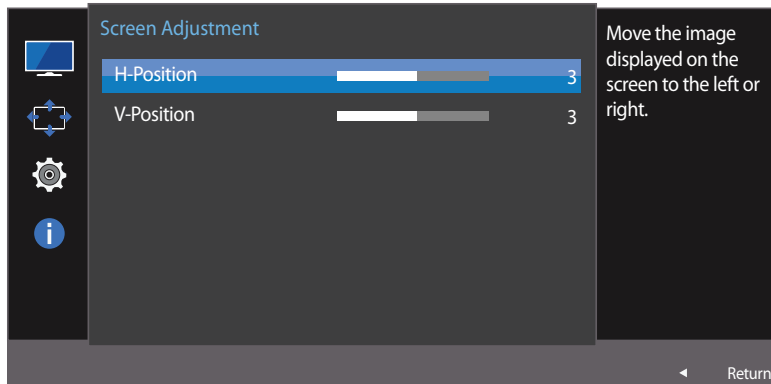 Screen Adjustment
H-Position 3
V-Position 3
Move the image
displayed on the
screen to the left or
right.
Return